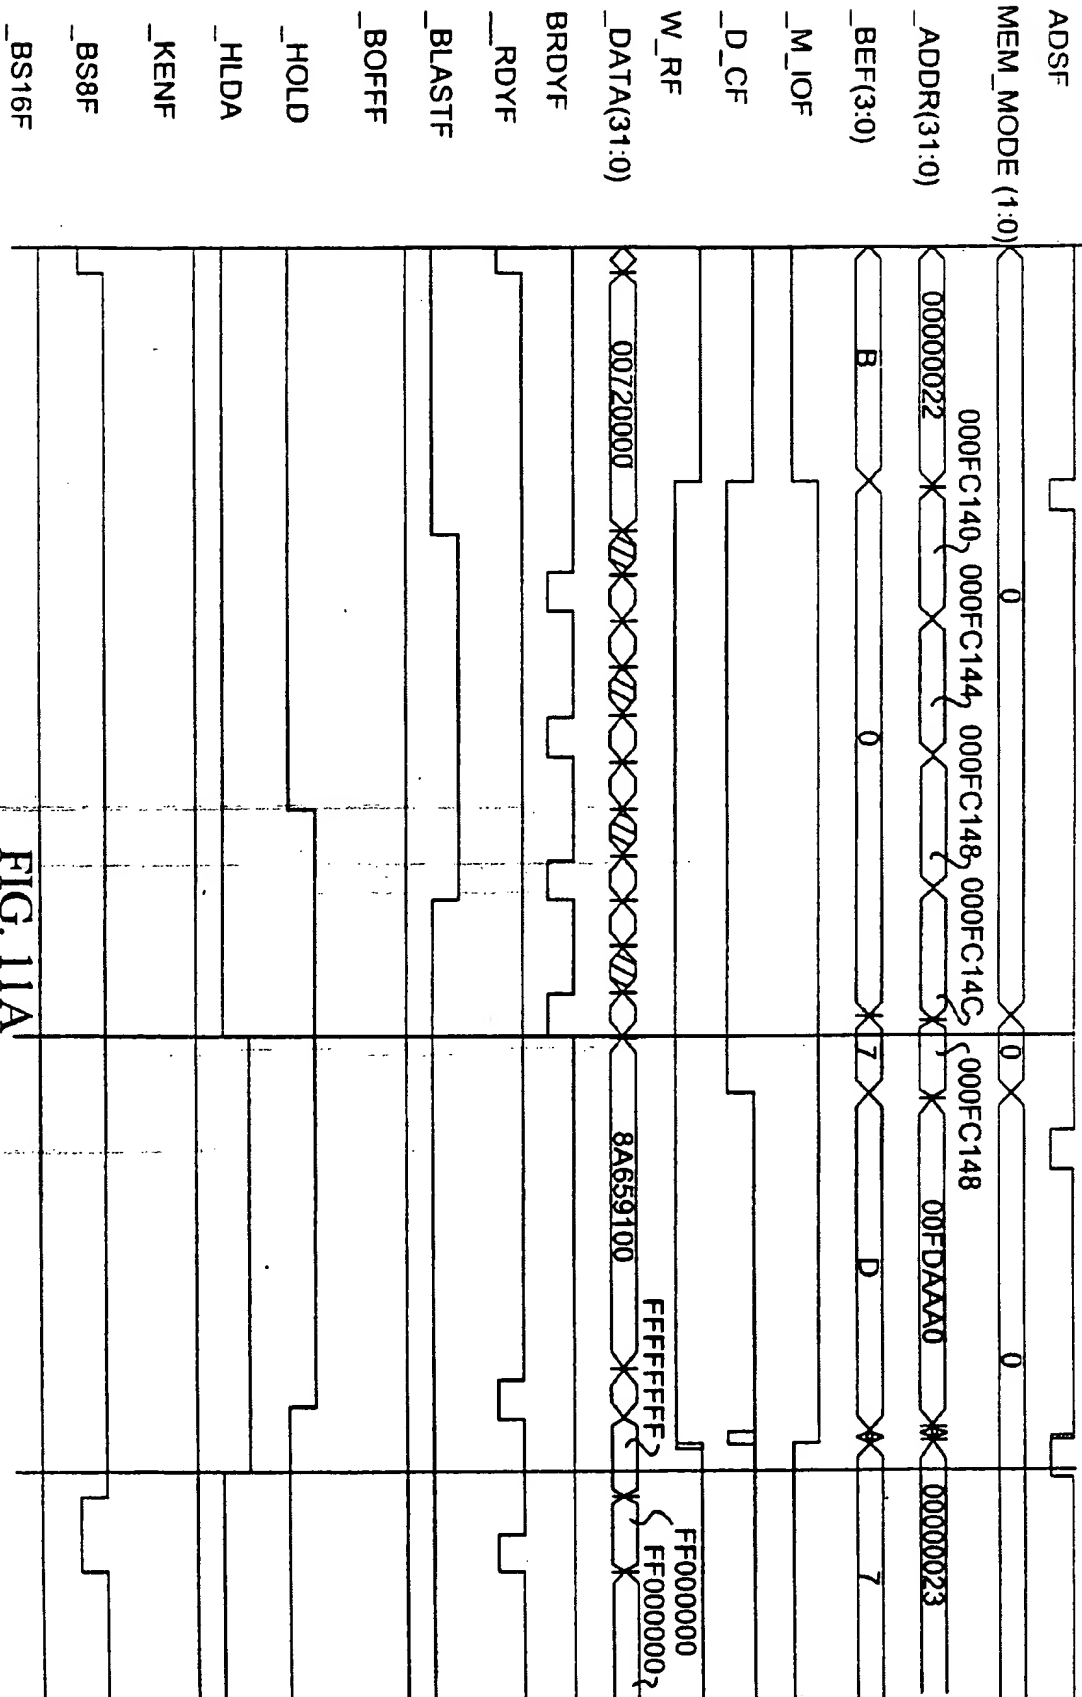 ADSF
MEM_MODE (1:0) 0 0 0
000FC140 000FC144 000FC148 000FC14C 000FC148
_ADDR(31:0) 00000022 00FDAAA0 00000023
_BEF(3:0) B 0 7 D 7
_M_IOF
_D_CF
W_RF
FF000000
FFFFFFFF FF000000
_DATA(31:0) 00720000 8A659100
BRDYF
_RDYF
_BLASTF
_BOFFF
_HOLD
_HLDA
_KENF
_BS8F
_BS16F
FIG. 11A